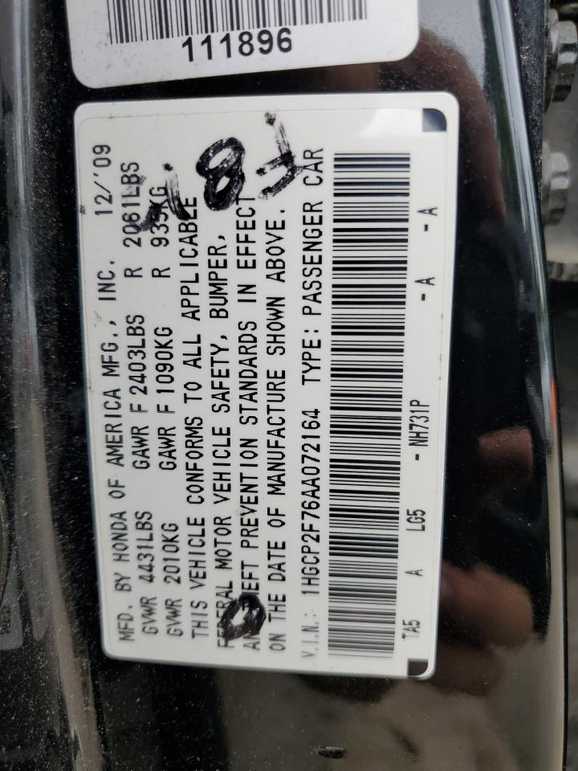 111896
MFD. BY HONDA OF AMERICA MFG., INC. 12/'09
GVWR 4431LBS GAWR F 2403LBS R 2061LBS
GVWR 2010KG GAWR F 1090KG R 935KG
THIS VEHICLE CONFORMS TO ALL APPLICABLE
FEDERAL MOTOR VEHICLE SAFETY, BUMPER,
AND THEFT PREVENTION STANDARDS IN EFFECT
ON THE DATE OF MANUFACTURE SHOWN ABOVE.
V.I.N.: 1HGCP2F76AA072164 TYPE: PASSENGER CAR
TA5 A LG5 - NH731P - A - A